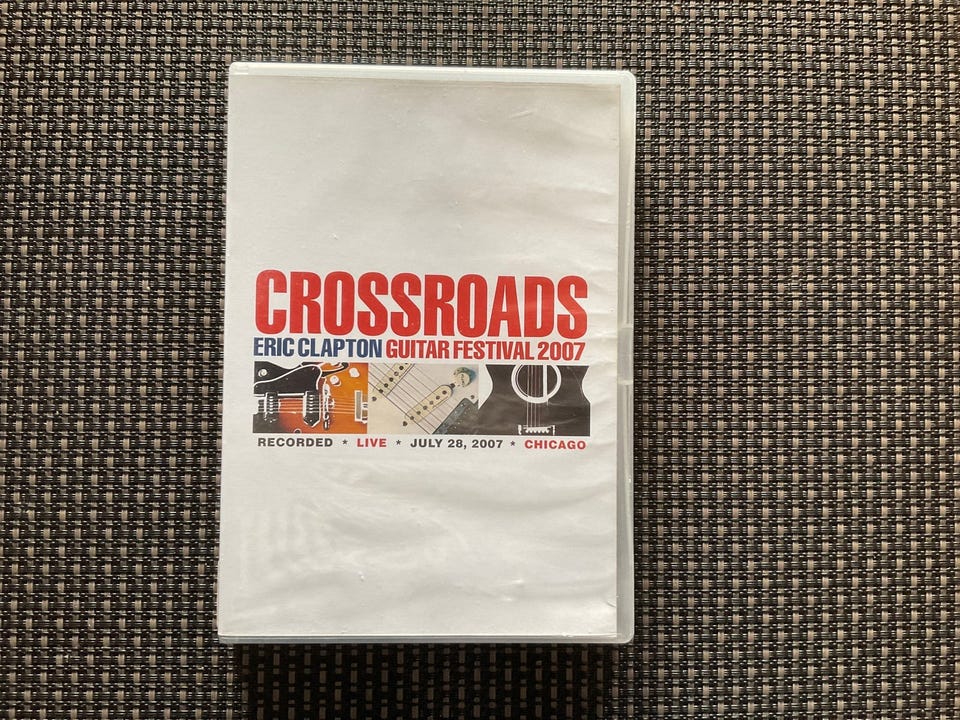 CROSSROADS
ERIC CLAPTON GUITAR FESTIVAL 2007
RECORDED * LIVE * JULY 28, 2007 * CHICAGO